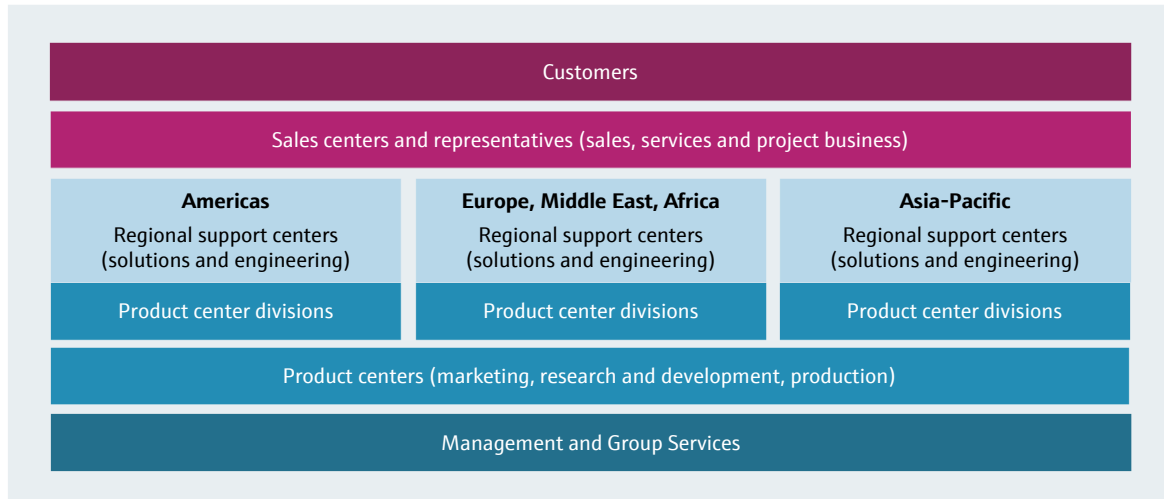 Customers
Sales centers and representatives (sales, services and project business)
Americas
Regional support centers
(solutions and engineering)
Product center divisions
Europe, Middle East, Africa
Regional support centers
(solutions and engineering)
Product center divisions
Asia-Pacific
Regional support centers
(solutions and engineering)
Product center divisions
Product centers (marketing, research and development, production)
Management and Group Services